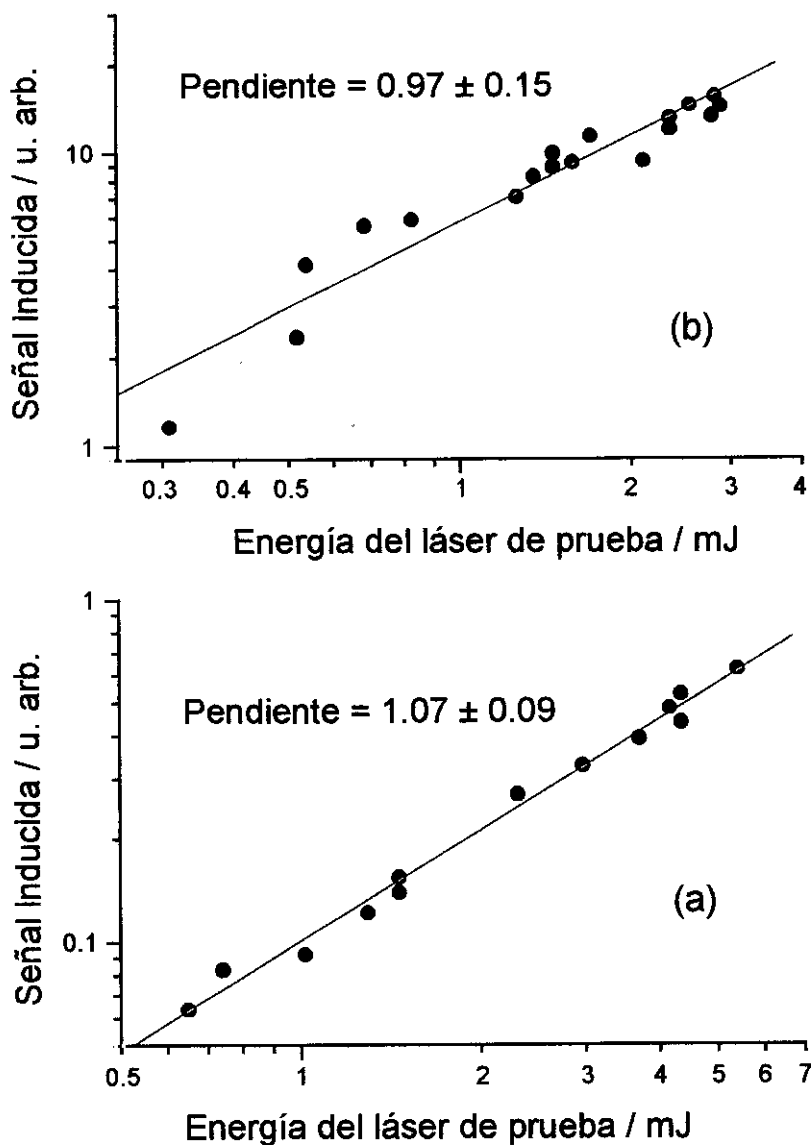 Pendiente = 0.97 ± 0.15
Señal Inducida / u. arb.
10
1
(b)
0.3 0.4 0.5 1 2 3 4
Energía del láser de prueba / mJ
1
Pendiente = 1.07 ± 0.09
Señal Inducida / u. arb.
0.1
(a)
0.5 1 2 3 4 5 6 7
Energía del láser de prueba / mJ